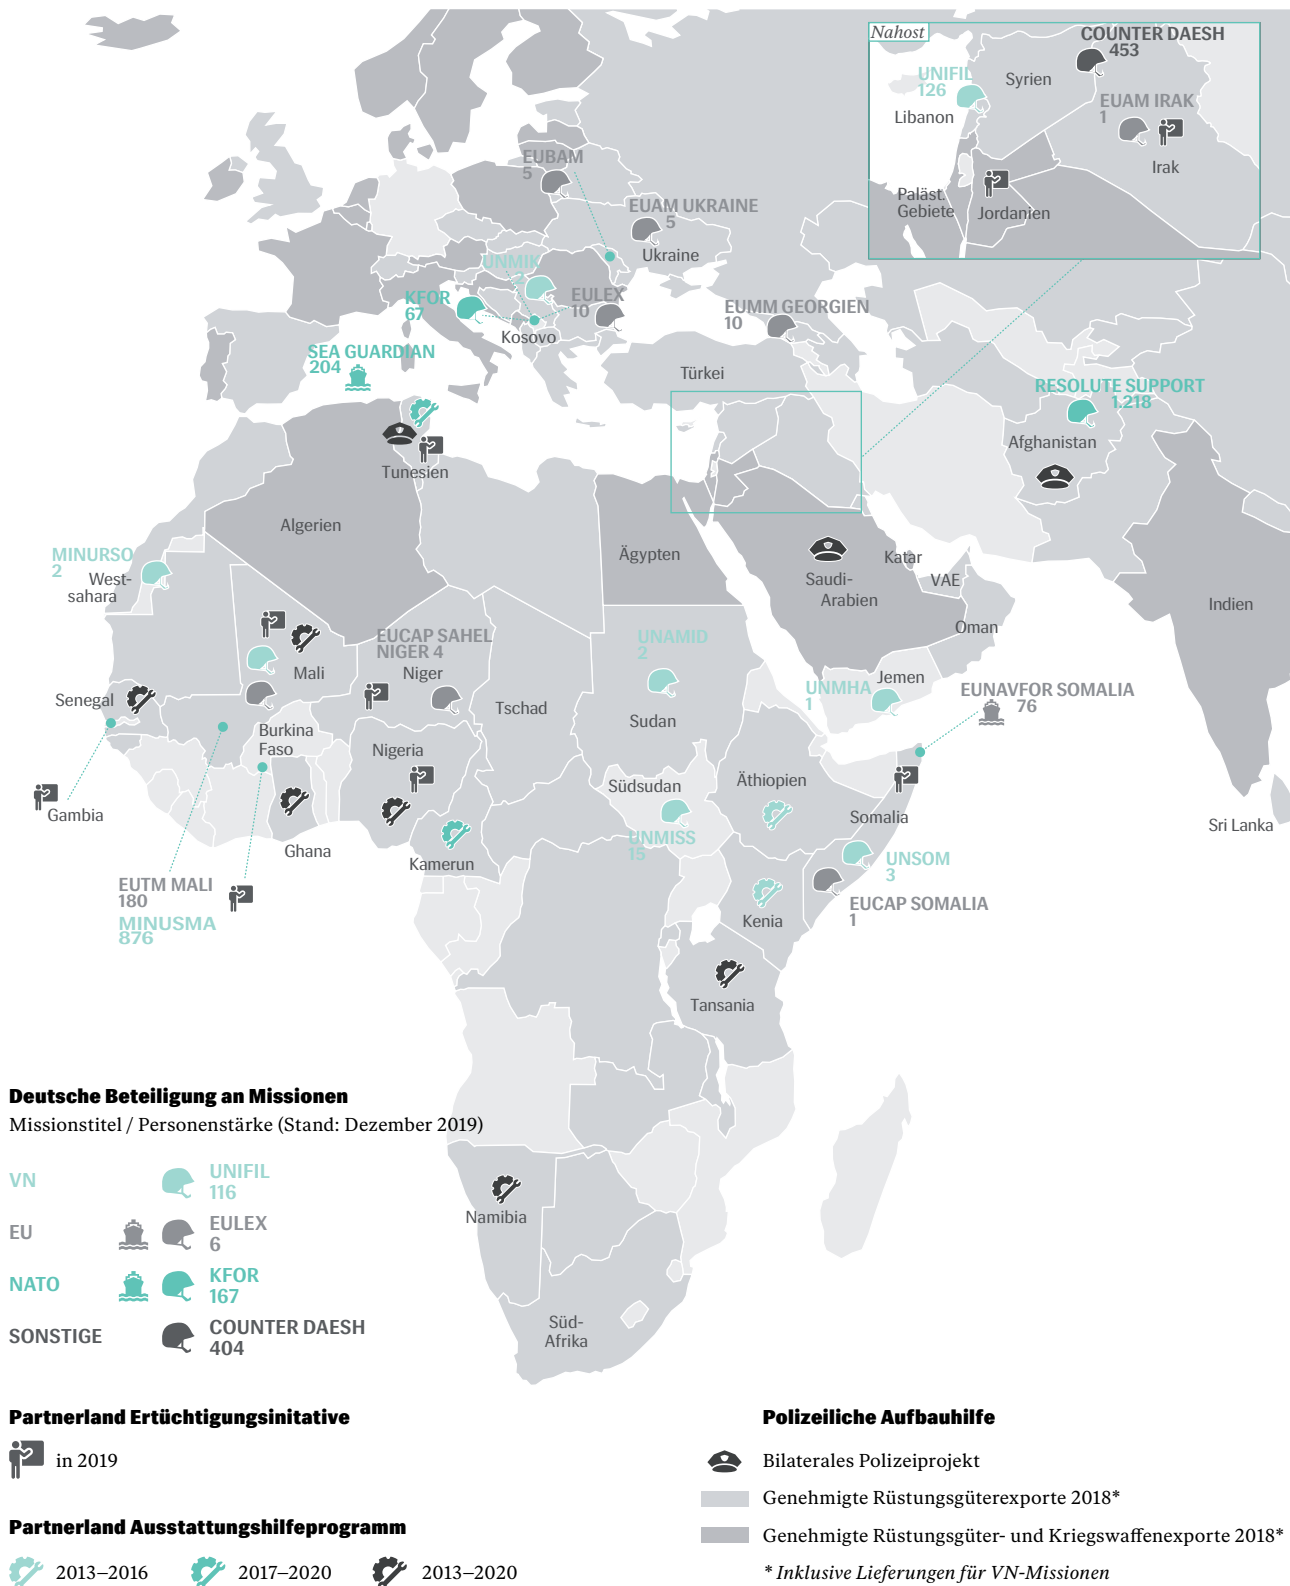 Nahost
COUNTER DAESH
453
UNIFIL
126
Syrien
Libanon
EUAM IRAK
1
Irak
Paläst.
Gebiete
Jordanien
EUBAM
5
EUAM UKRAINE
5
Ukraine
UNMIK
2
KFOR
67
EULEX
10
Kosovo
EUMM GEORGIEN
10
SEA GUARDIAN
204
Türkei
RESOLUTE SUPPORT
1.218
Afghanistan
Tunesien
Algerien
Ägypten
Katar
VAE
Saudi-
Arabien
Oman
Indien
MINURSO
2
West-
sahara
EUCAP SAHEL
NIGER 4
Niger
Mali
UNAMID
2
Sudan
Tschad
Jemen
UNMHA
1
EUNAVFOR SOMALIA
76
Senegal
Burkina
Faso
Nigeria
Südsudan
Äthiopien
Gambia
Somalia
Sri Lanka
Ghana
Kamerun
UNMISS
15
UNSOM
3
EUTM MALI
180
MINUSMA
876
EUCAP SOMALIA
1
Kenia
Tansania
Namibia
Süd-
Afrika
Deutsche Beteiligung an Missionen
Missionstitel / Personenstärke (Stand: Dezember 2019)
VN
UNIFIL
116
EU
EULEX
6
NATO
KFOR
167
SONSTIGE
COUNTER DAESH
404
Partnerland Ertüchtigungsinitative
in 2019
Partnerland Ausstattungshilfeprogramm
2013–2016
2017–2020
2013–2020
Polizeiliche Aufbauhilfe
Bilaterales Polizeiprojekt
Genehmigte Rüstungsgüterexporte 2018*
Genehmigte Rüstungsgüter- und Kriegswaffenexporte 2018*
* Inklusive Lieferungen für VN-Missionen